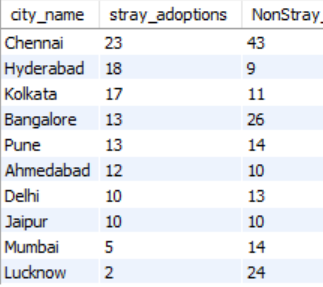 city_name stray_adoptions NonStray_
Chennai 23 43
Hyderabad 18 9
Kolkata 17 11
Bangalore 13 26
Pune 13 14
Ahmedabad 12 10
Delhi 10 13
Jaipur 10 10
Mumbai 5 14
Lucknow 2 24